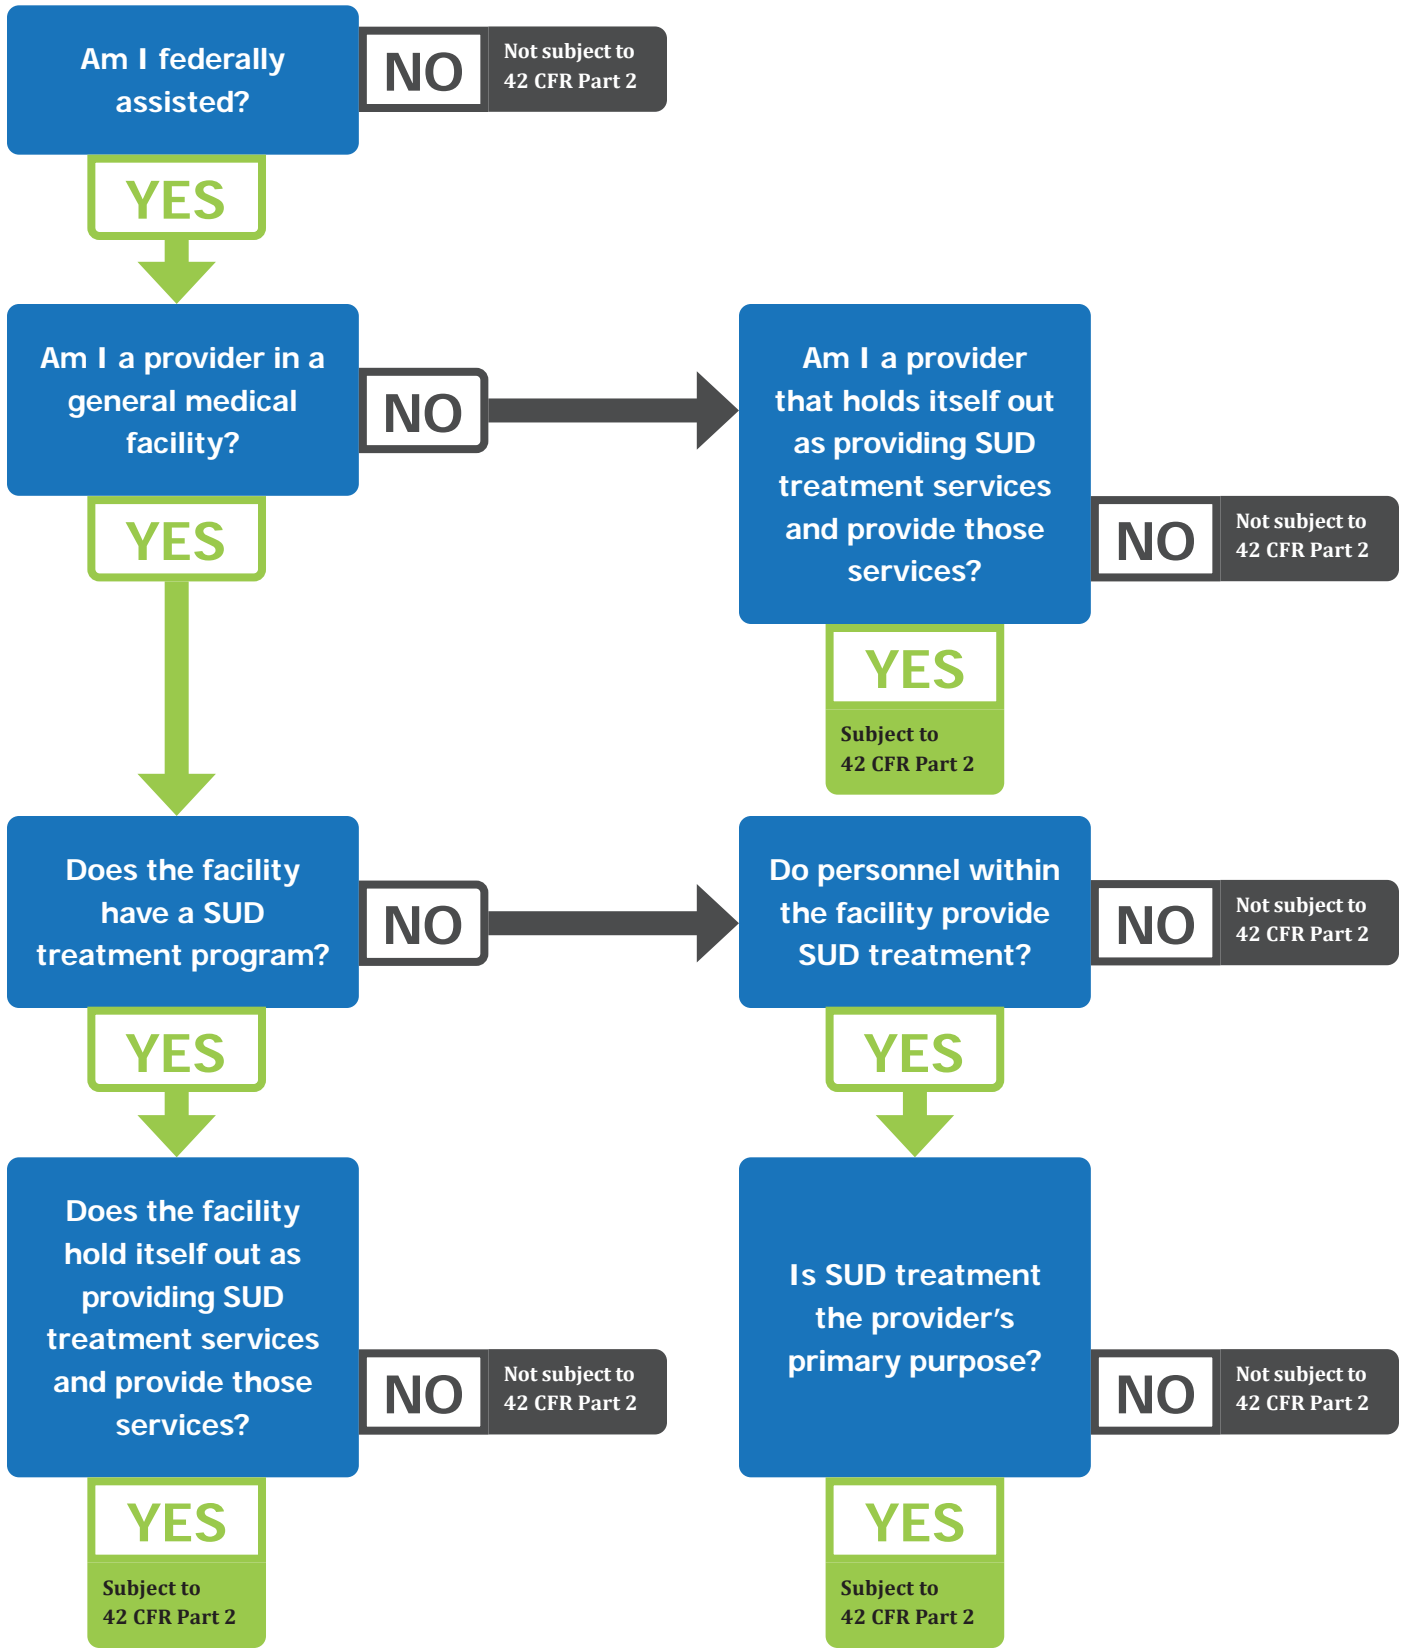 Am I federally
assisted?
NO
Not subject to
42 CFR Part 2
YES
Am I a provider in a
general medical
facility?
NO
Am I a provider
that holds itself out
as providing SUD
treatment services
and provide those
services?
NO
Not subject to
42 CFR Part 2
YES
Subject to
42 CFR Part 2
YES
Does the facility
have a SUD
treatment program?
NO
Do personnel within
the facility provide
SUD treatment?
NO
Not subject to
42 CFR Part 2
YES
YES
Does the facility
hold itself out as
providing SUD
treatment services
and provide those
services?
NO
Not subject to
42 CFR Part 2
YES
Subject to
42 CFR Part 2
Is SUD treatment
the provider’s
primary purpose?
NO
Not subject to
42 CFR Part 2
YES
Subject to
42 CFR Part 2